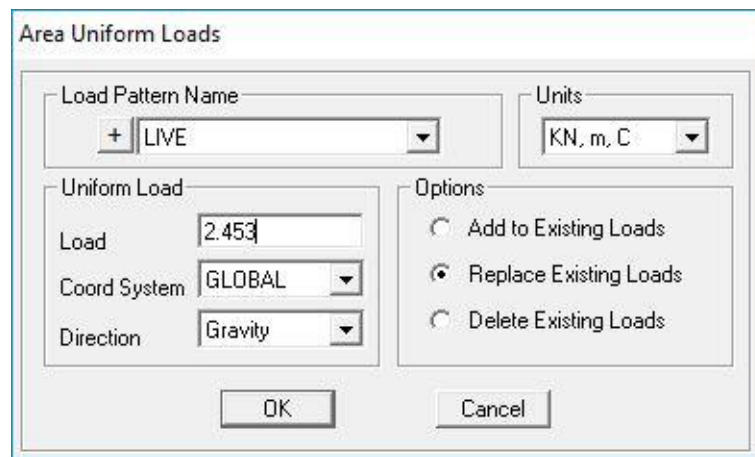 Area Uniform Loads
Load Pattern Name
+ LIVE
Units
KN, m, C
Uniform Load
Load 2.453
Coord System GLOBAL
Direction Gravity
Options
Add to Existing Loads
Replace Existing Loads
Delete Existing Loads
OK Cancel